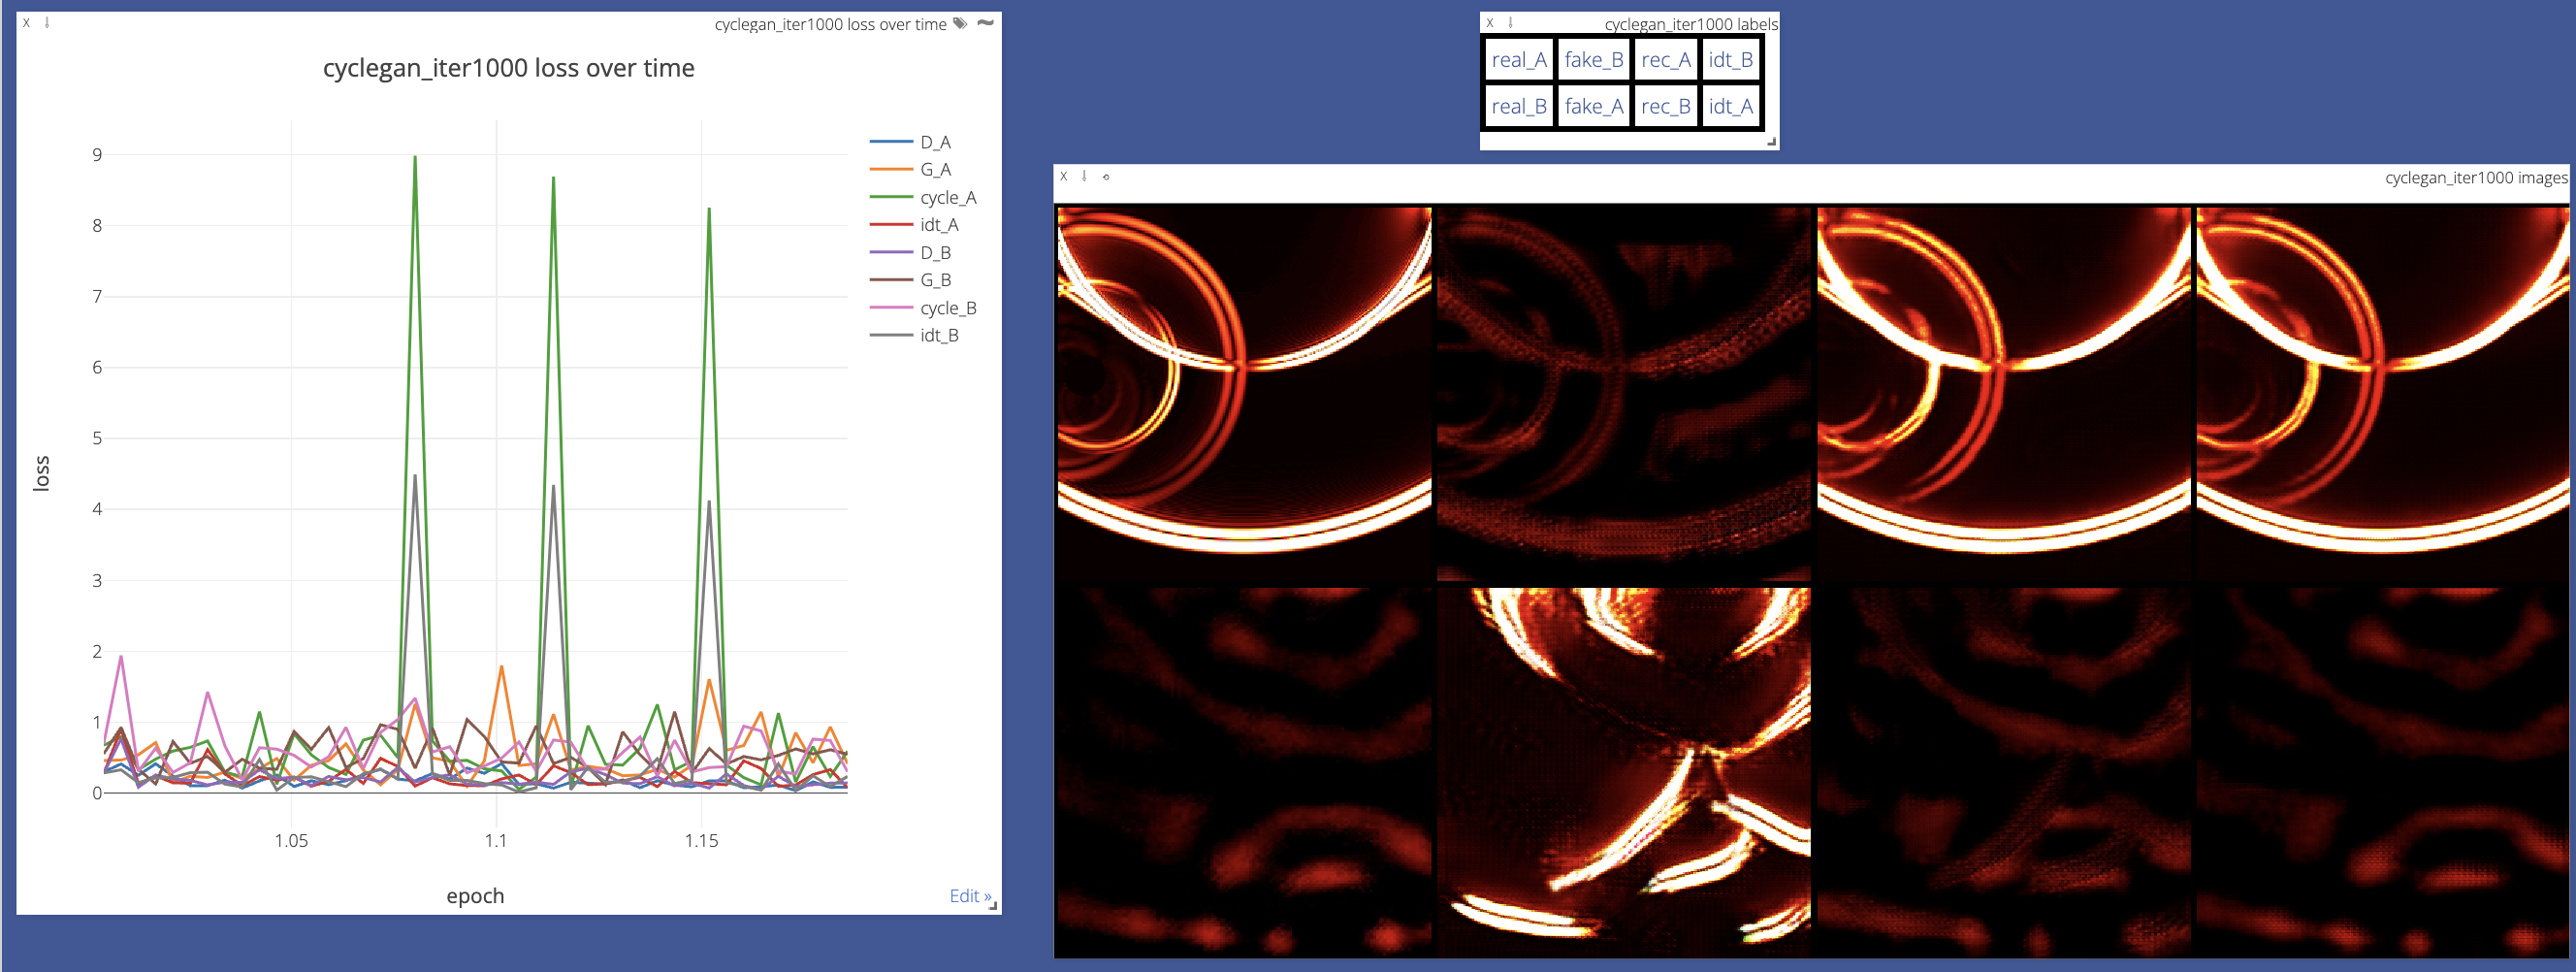 X
cyclegan_iter1000 loss over time
cyclegan_iter1000 loss over time
9
8
7
6
5
4
3
2
1
0
loss
1.05
1.1
1.15
epoch
Edit »
D_A
G_A
cycle_A
idt_A
D_B
G_B
cycle_B
idt_B
X
cyclegan_iter1000 labels
real_A fake_B rec_A idt_B
real_B fake_A rec_B idt_A
X
cyclegan_iter1000 images